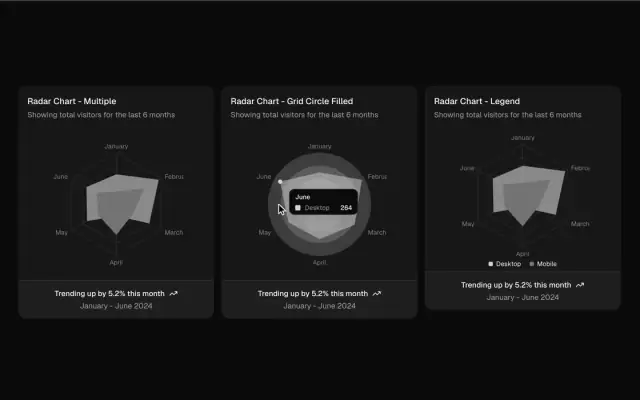 Radar Chart - Multiple
Showing total visitors for the last 6 months
January
June
Februa
May
March
April
Trending up by 5.2% this month
January - June 2024
Radar Chart - Grid Circle Filled
Showing total visitors for the last 6 months
January
June
Februa
June
Desktop 264
May
March
April
Trending up by 5.2% this month
January - June 2024
Radar Chart - Legend
Showing total visitors for the last 6 months
January
June
Februa
May
March
April
Desktop Mobile
Trending up by 5.2% this month
January - June 2024